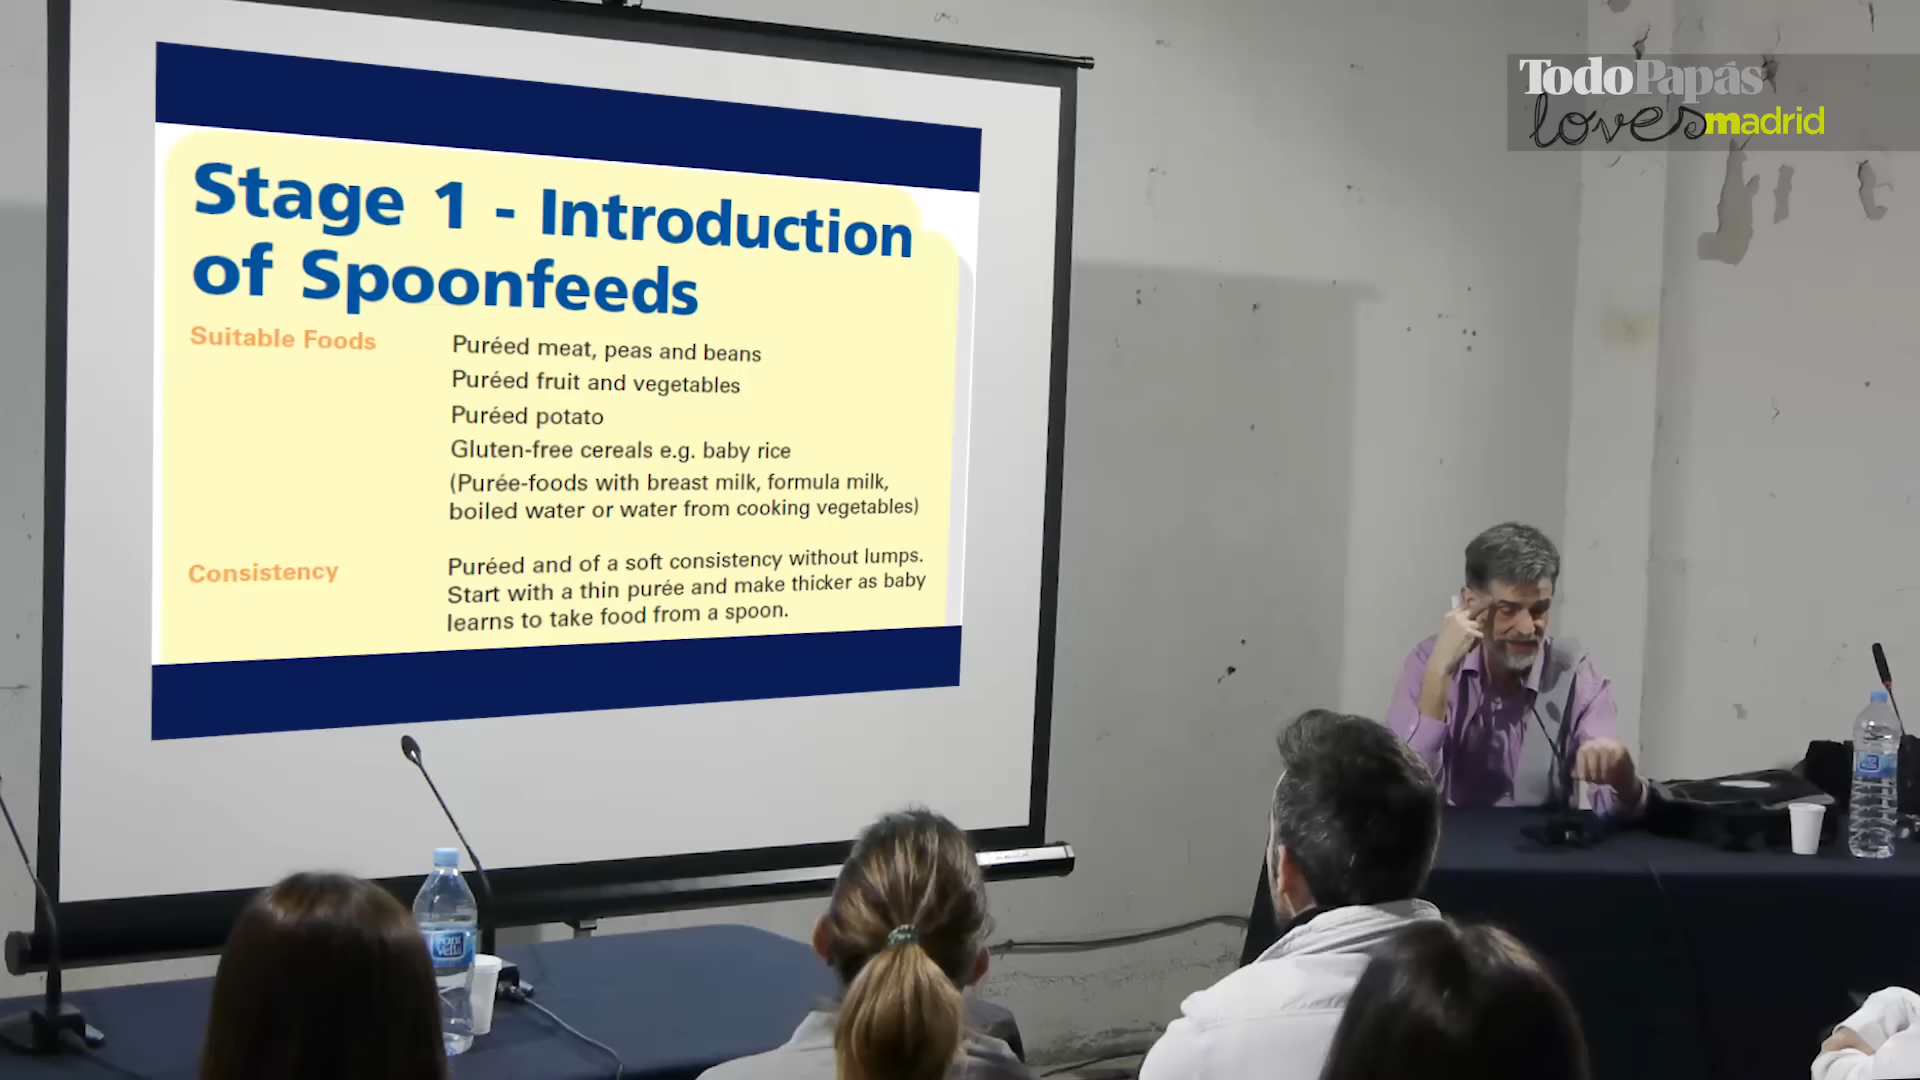 TodoPapás
loves madrid
Stage 1 - Introduction
of Spoonfeeds
Suitable Foods
Puréed meat, peas and beans
Puréed fruit and vegetables
Puréed potato
Gluten-free cereals e.g. baby rice
(Purée-foods with breast milk, formula milk,
boiled water or water from cooking vegetables)
Consistency
Puréed and of a soft consistency without lumps.
Start with a thin purée and make thicker as baby
learns to take food from a spoon.
font
vella